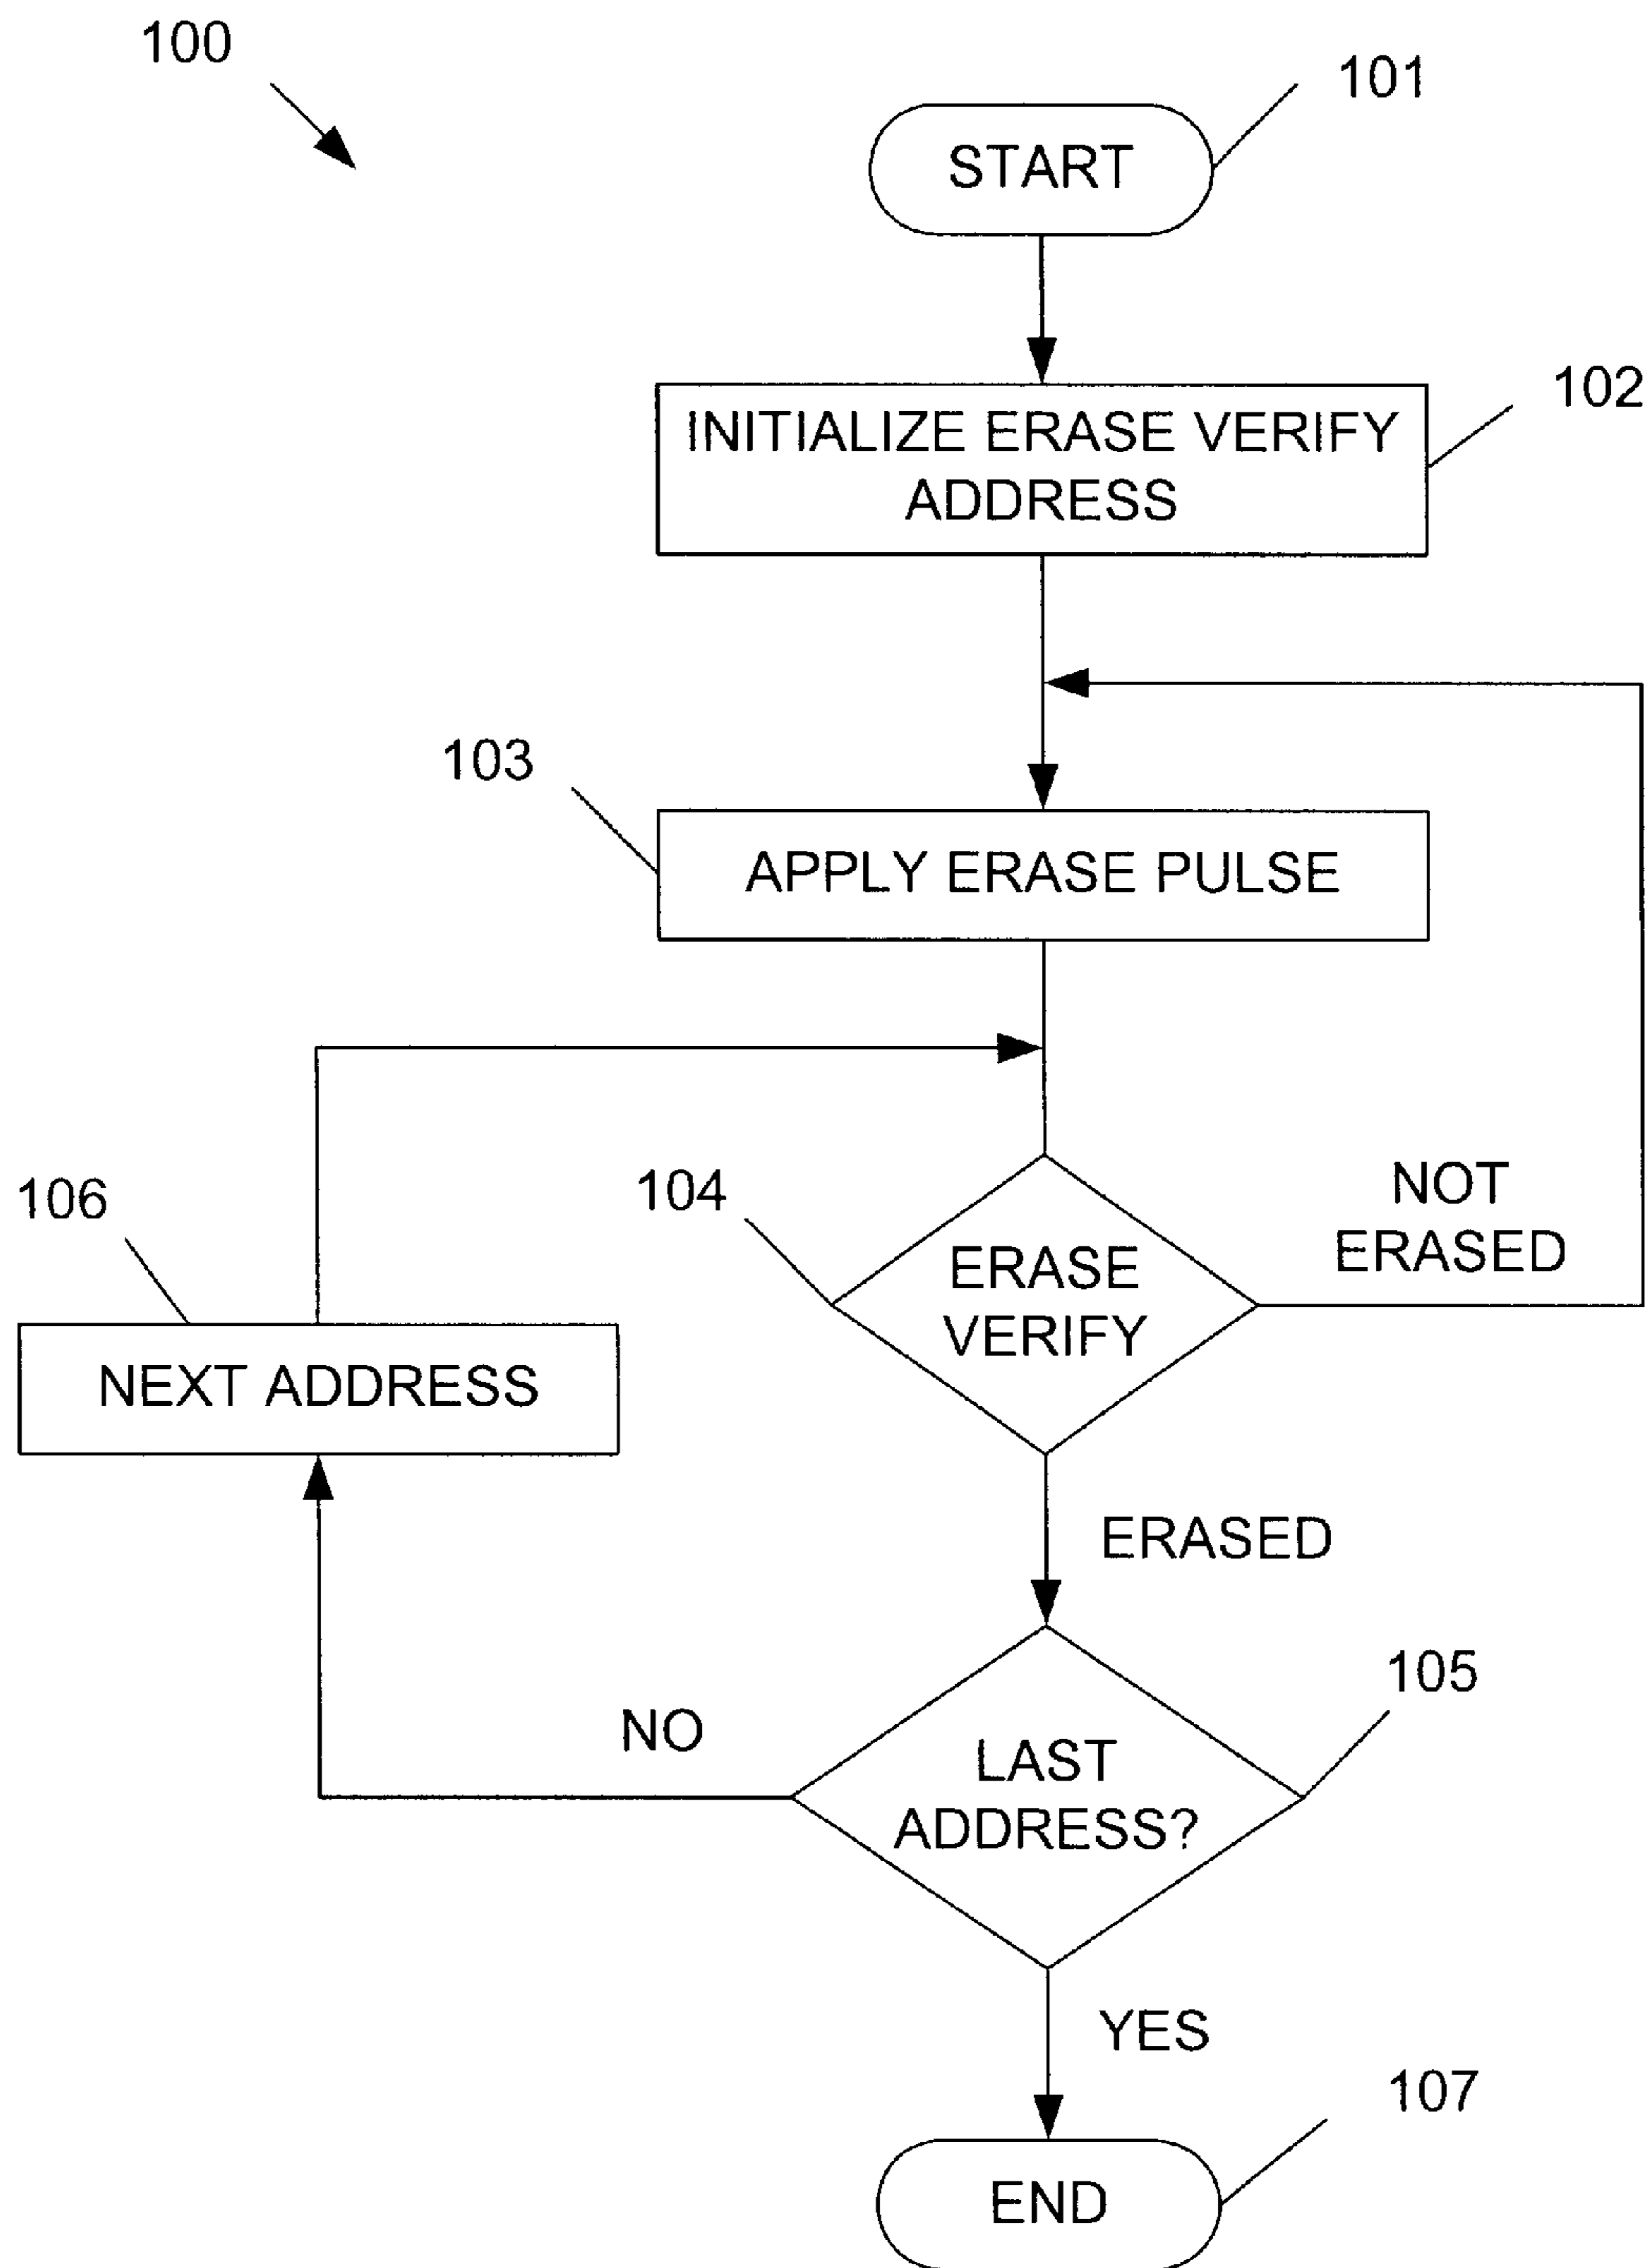 100
101
START
102
INITIALIZE ERASE VERIFY
ADDRESS
103
APPLY ERASE PULSE
104
ERASE
VERIFY
NOT
ERASED
106
NEXT ADDRESS
ERASED
105
LAST
ADDRESS?
NO
YES
107
END